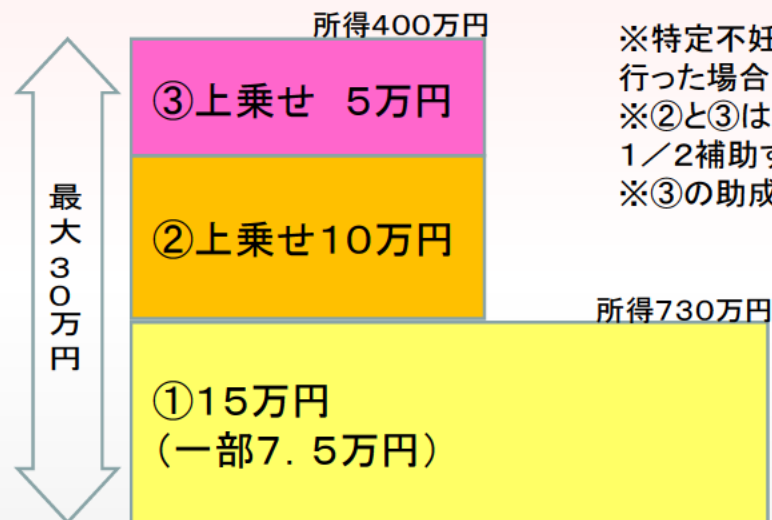 所得400万円
③上乗せ　5万円
②上乗せ10万円
最大30万円
所得730万円
①15万円
(一部7．5万円)
※特定不妊
行った場合
※②と③は
1／2補助す
※③の助成